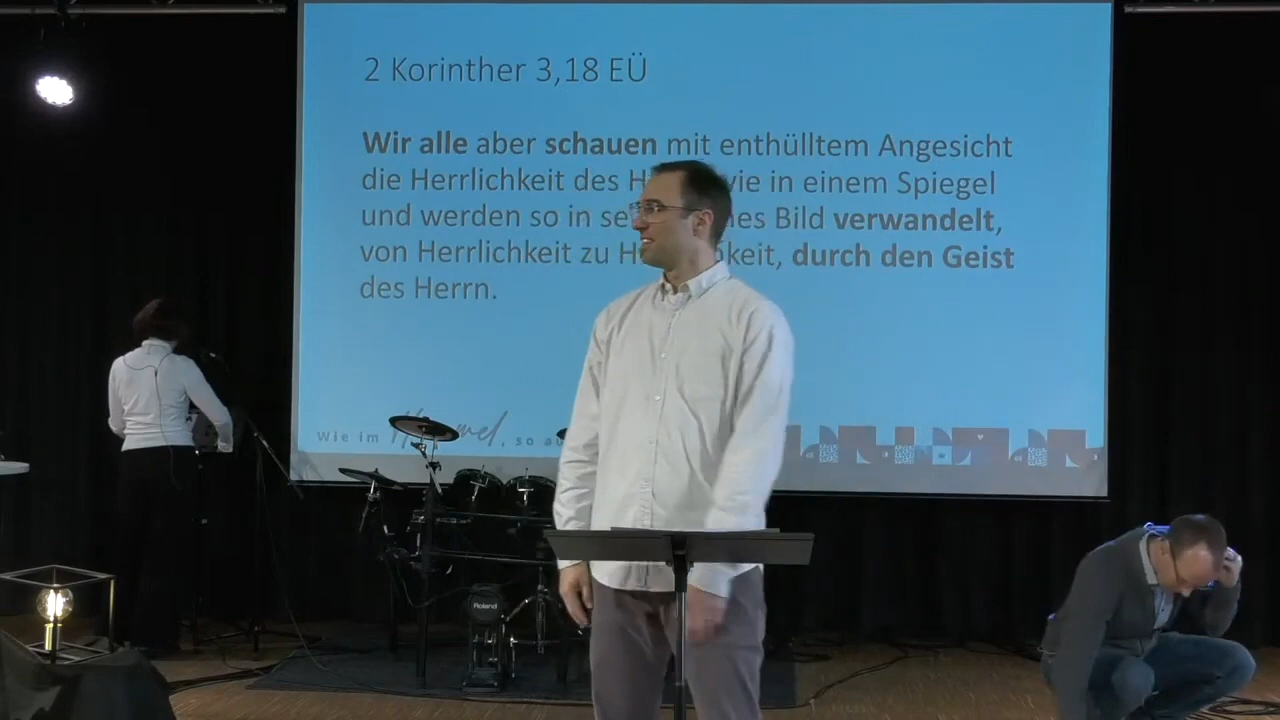 2 Korinther 3,18 EÜ
Wir alle aber schauen mit enthülltem Angesicht
die Herrlichkeit des wie in einem Spiegel
und werden so in Bild verwandelt,
von Herrlichkeit zu durch den Geist
des Herrn.
Wie im Himmel, so
Roland